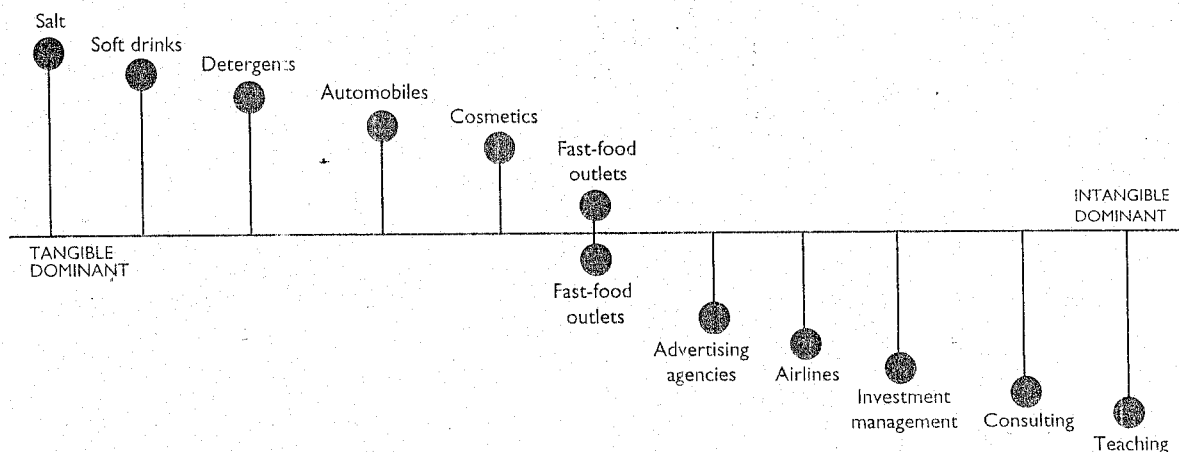 Salt
Soft drinks
Detergents
Automobiles
Cosmetics
Fast-food
outlets
INTANGIBLE
DOMINANT
TANGIBLE
DOMINANT
Fast-food
outlets
Advertising
agencies
Airlines
Investment
management
Consulting
Teaching